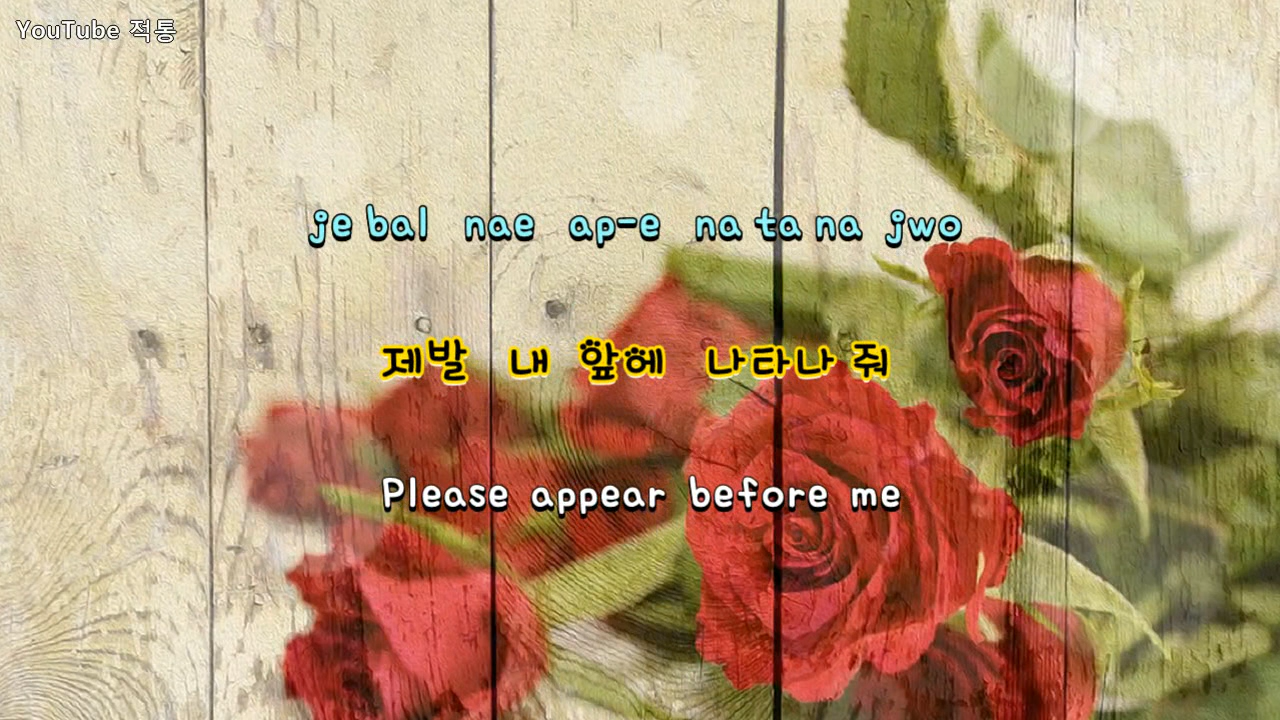 YouTube 적통
je bal nae ap-e na ta na jwo
제발 내 앞헤 나타나 줘
Please appear before me